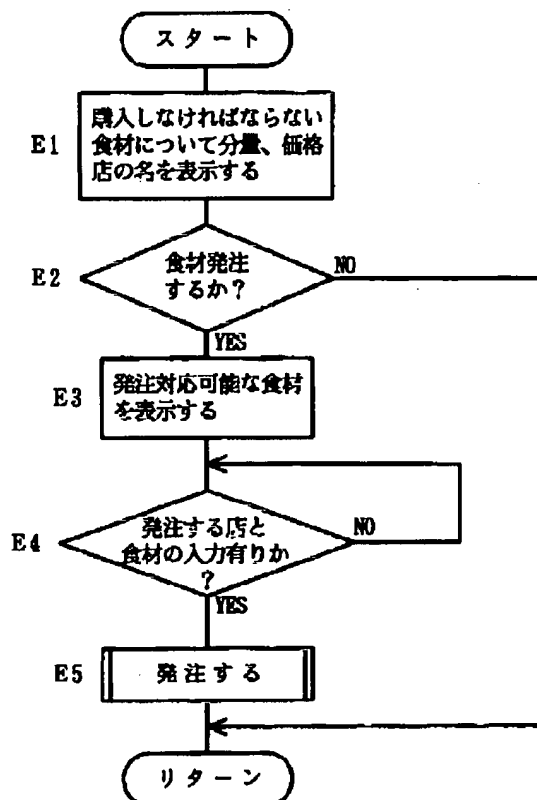 スタート
E1
購入しなければならない
食材について分量、価格
店の名を表示する
E2
食材発注
するか?
NO
YES
E3
発注対応可能な食材
を表示する
E4
発注する店と
食材の入力有りか
?
NO
YES
E5
発注する
リターン